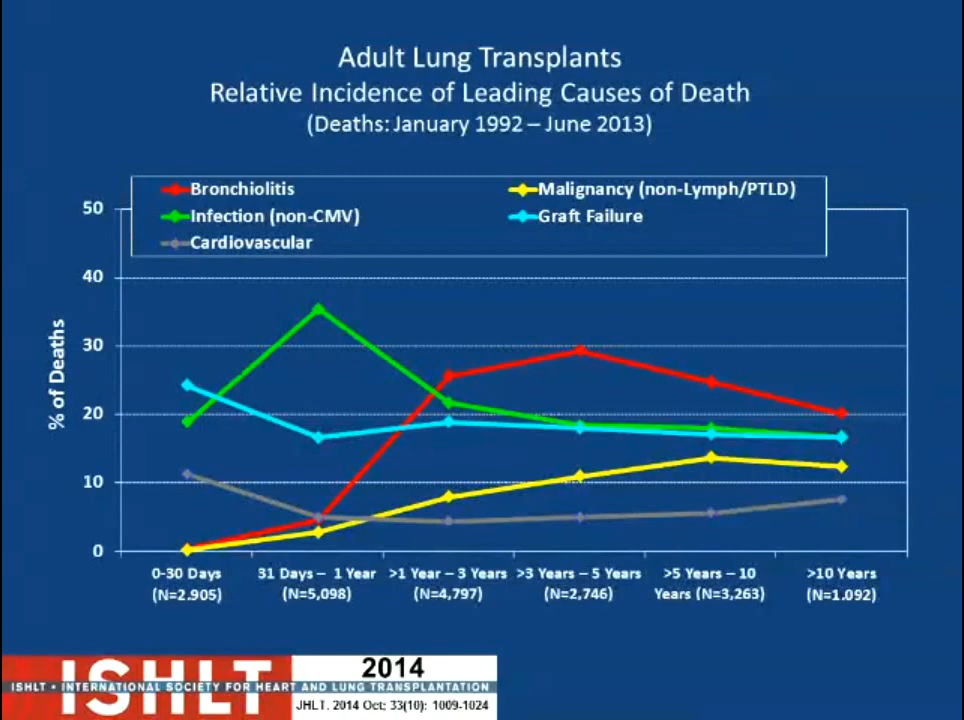 Adult Lung Transplants
Relative Incidence of Leading Causes of Death
(Deaths: January 1992 – June 2013)
Bronchiolitis
Malignancy (non-Lymph/PTLD)
Infection (non-CMV)
Graft Failure
Cardiovascular
50
40
30
20
10
0
% of Deaths
0-30 Days
(N=2.905)
31 Days – 1 Year
(N=5,098)
>1 Year – 3 Years
(N=4,797)
>3 Years – 5 Years
(N=2,746)
>5 Years – 10
Years (N=3,263)
>10 Years
(N=1.092)
ISHLT
2014
ISHLT • INTERNATIONAL SOCIETY FOR HEART AND LUNG TRANSPLANTATION
JHLT. 2014 Oct; 33(10): 1009-1024